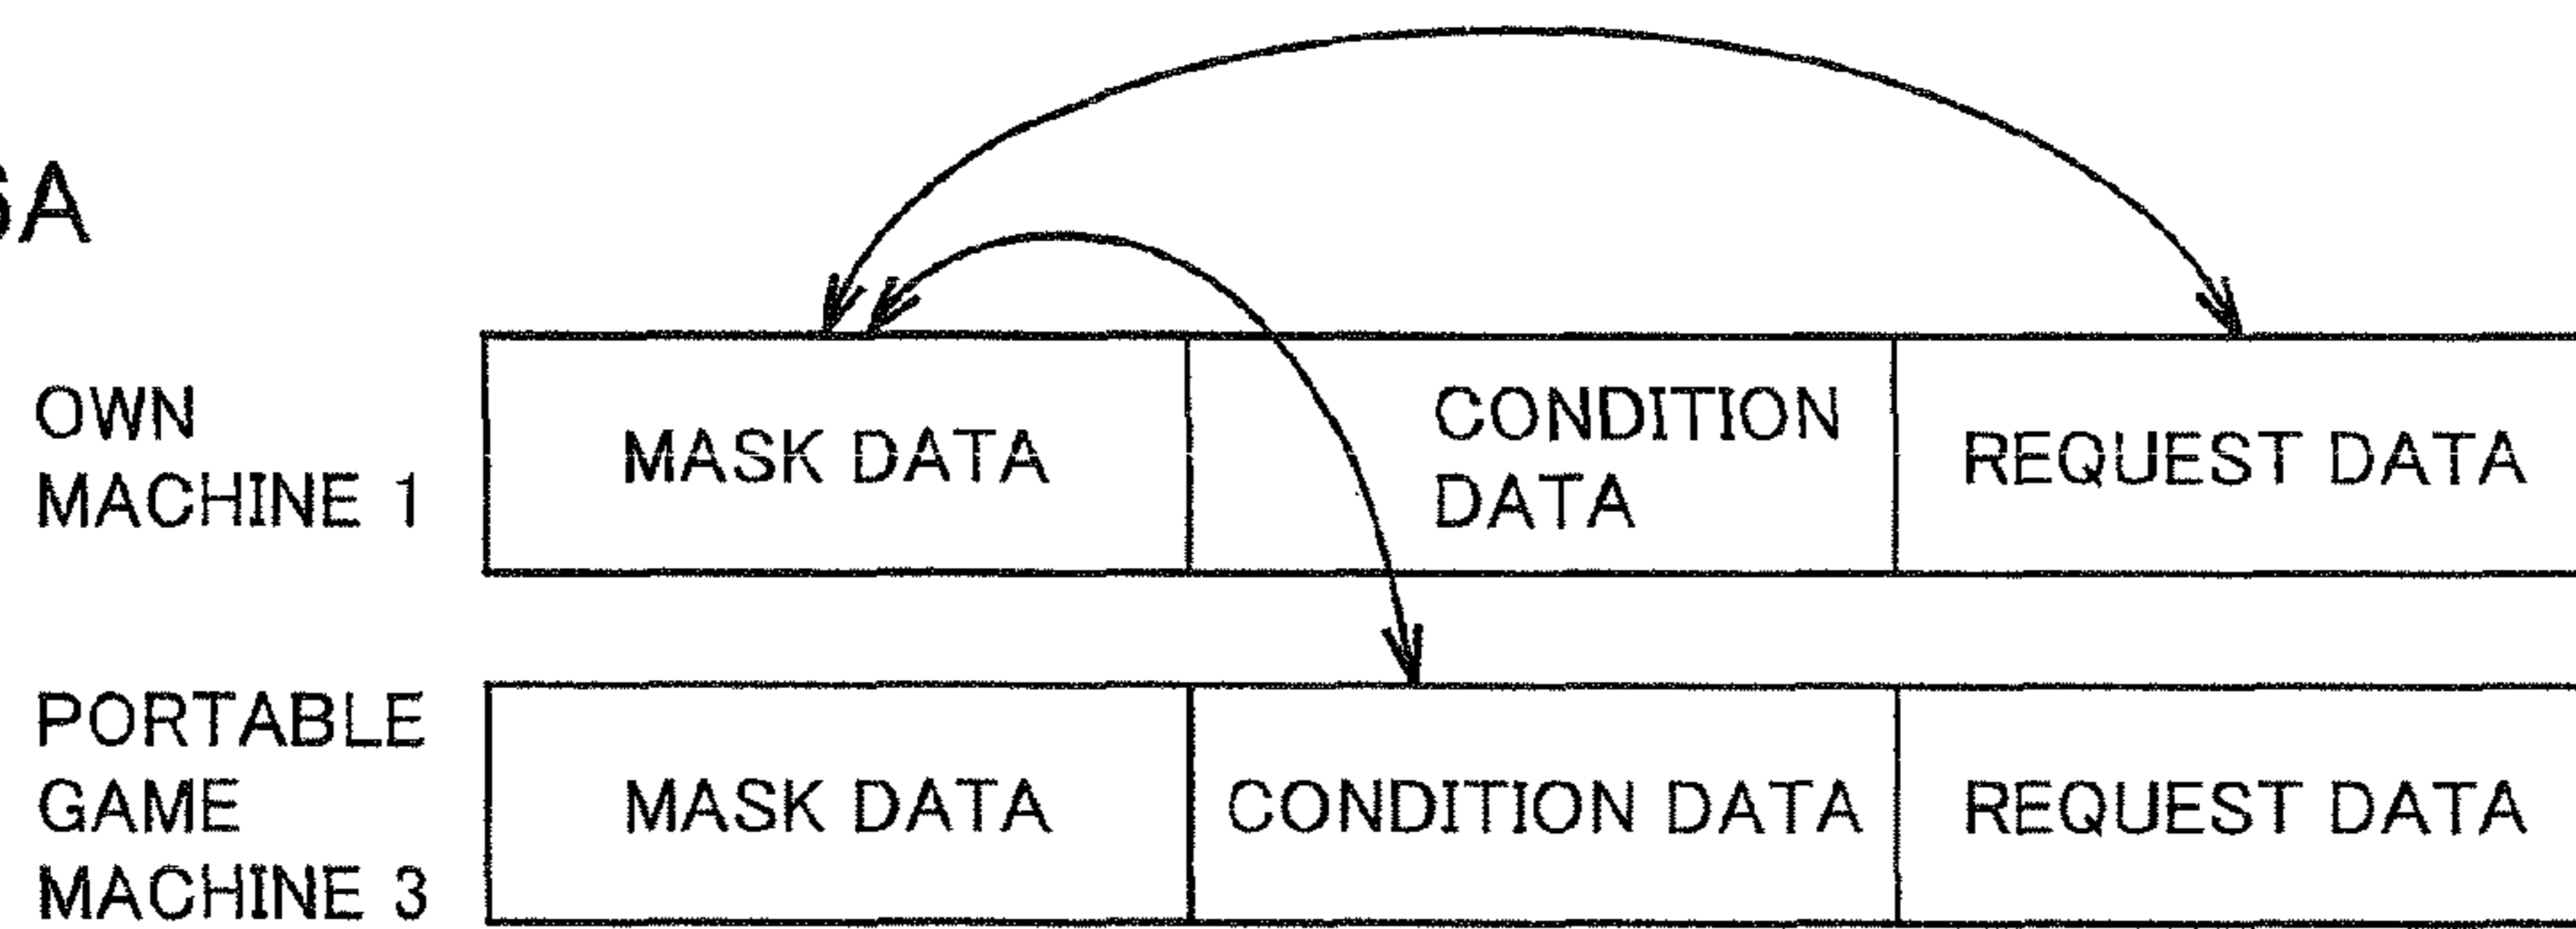 6A
OWN
MACHINE 1
MASK DATA
CONDITION
DATA
REQUEST DATA
PORTABLE
GAME
MACHINE 3
MASK DATA
CONDITION DATA
REQUEST DATA